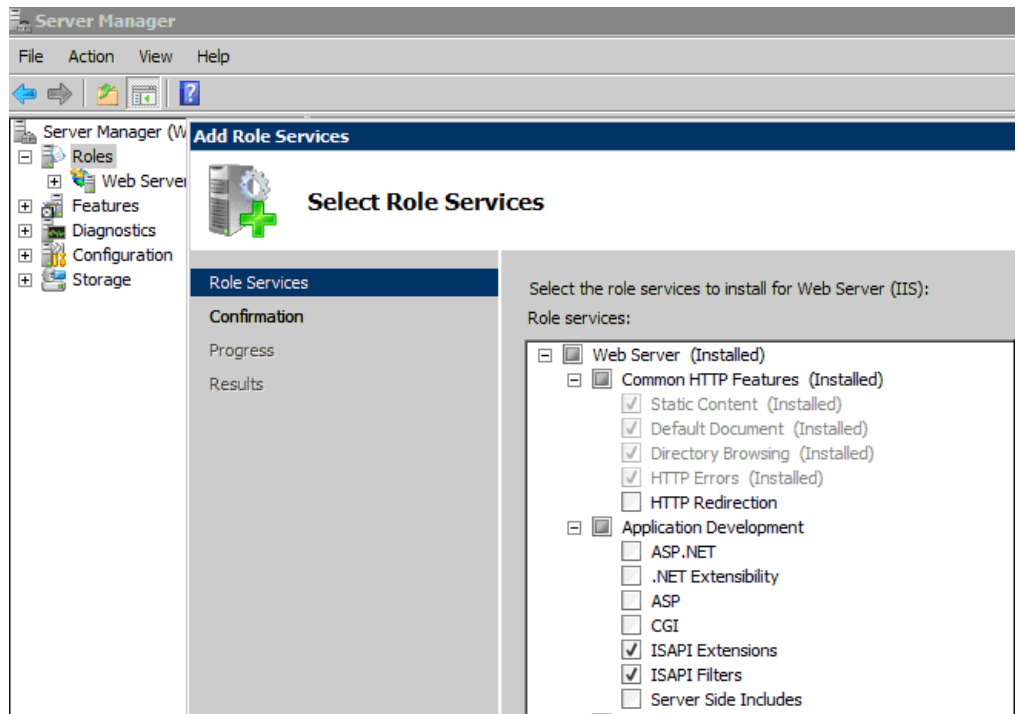 Server Manager
File Action View Help
Server Manager (W
Roles
Web Server
Features
Diagnostics
Configuration
Storage
Add Role Services
Select Role Services
Role Services
Confirmation
Progress
Results
Select the role services to install for Web Server (IIS):
Role services:
Web Server (Installed)
Common HTTP Features (Installed)
Static Content (Installed)
Default Document (Installed)
Directory Browsing (Installed)
HTTP Errors (Installed)
HTTP Redirection
Application Development
ASP.NET
.NET Extensibility
ASP
CGI
ISAPI Extensions
ISAPI Filters
Server Side Includes